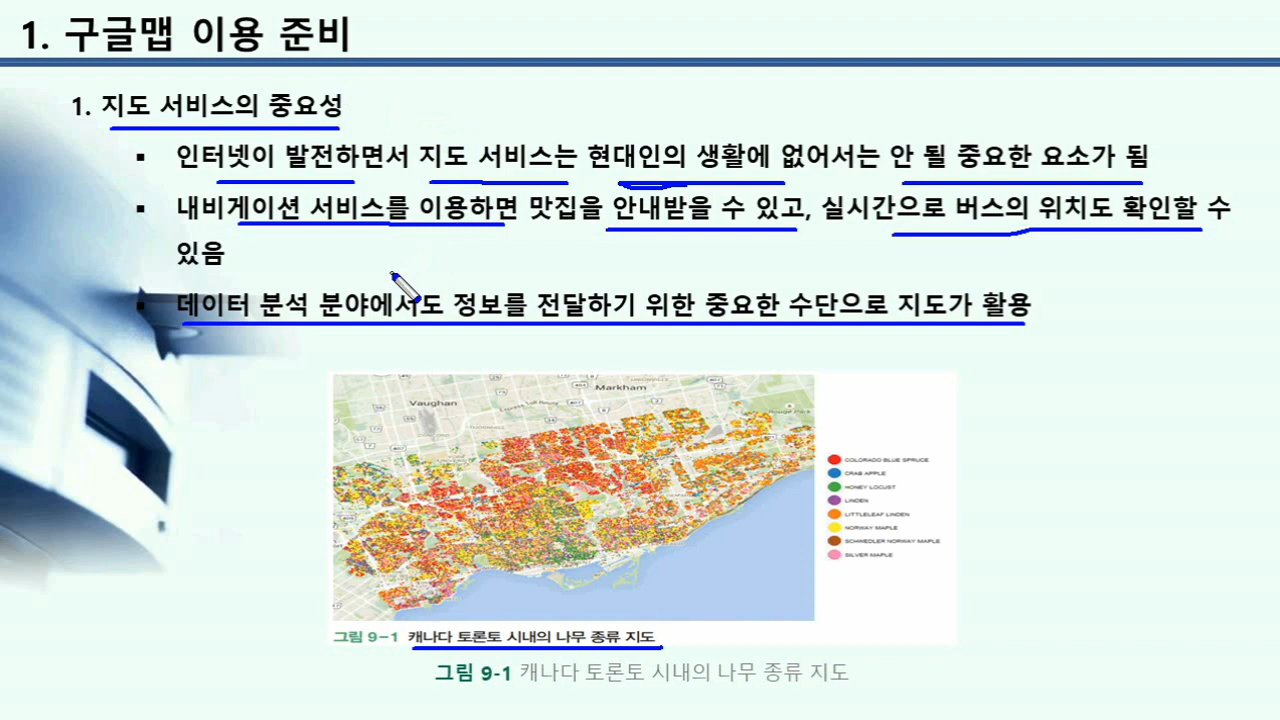 1. 구글맵 이용 준비
1. 지도 서비스의 중요성
▪ 인터넷이 발전하면서 지도 서비스는 현대인의 생활에 없어서는 안 될 중요한 요소가 됨
▪ 내비게이션 서비스를 이용하면 맛집을 안내받을 수 있고, 실시간으로 버스의 위치도 확인할 수
있음
▪ 데이터 분석 분야에서도 정보를 전달하기 위한 중요한 수단으로 지도가 활용
Markham
Vaughan
COLORADO BLUE SPRUCE
CRAB APPLE
HONEY LOCUST
LINDEN
LITTLELEAF LINDEN
NORWAY MAPLE
SCHWEDLER NORWAY MAPLE
SILVER MAPLE
그림 9-1 캐나다 토론토 시내의 나무 종류 지도
그림 9-1 캐나다 토론토 시내의 나무 종류 지도